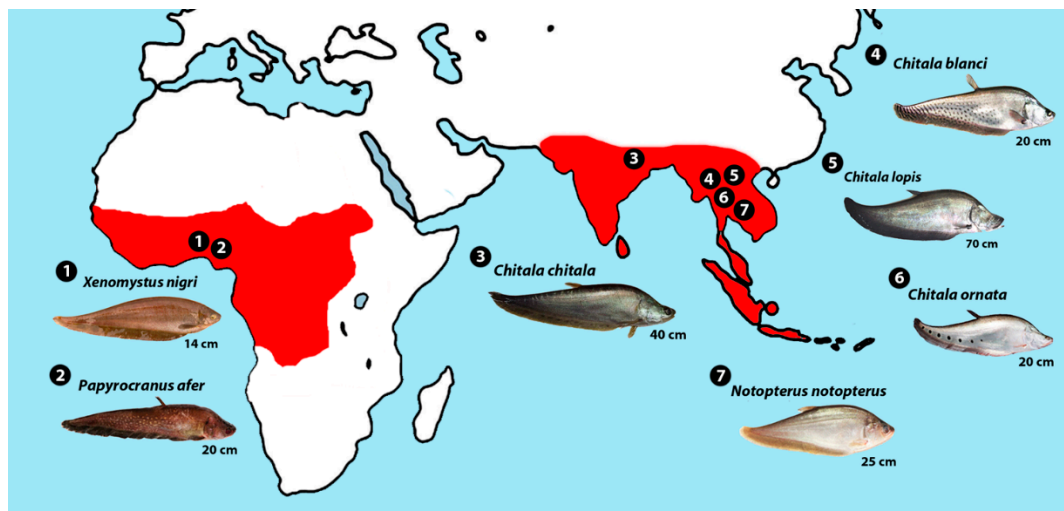 4
Chitala blanci
20 cm
5
Chitala lopis
70 cm
3
4
5
6
7
1
2
1
Xenomystus nigri
14 cm
3
Chitala chitala
40 cm
6
Chitala ornata
20 cm
2
Papyrocranus afer
20 cm
7
Notopterus notopterus
25 cm